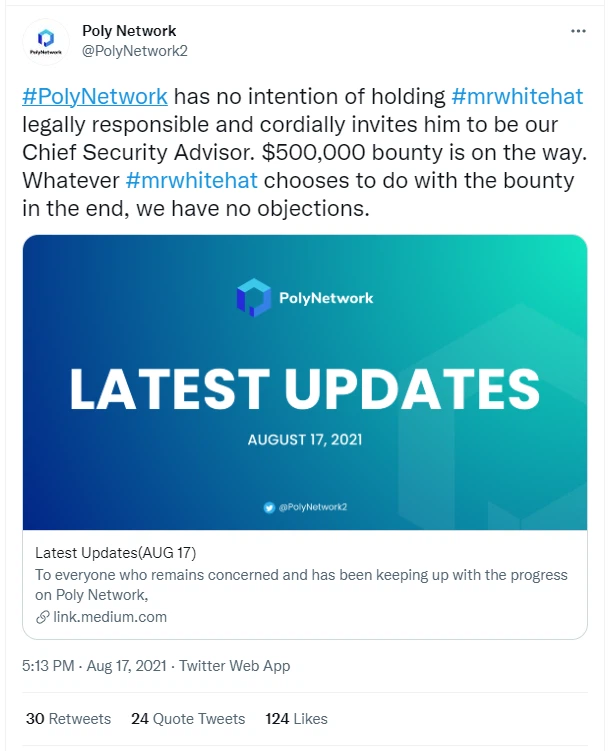 Poly Network
PolyNetwork
@PolyNetwork2
#PolyNetwork has no intention of holding #mrwhitehat
legally responsible and cordially invites him to be our
Chief Security Advisor. $500,000 bounty is on the way.
Whatever #mrwhitehat chooses to do with the bounty
in the end, we have no objections.
PolyNetwork
LATEST UPDATES
AUGUST 17, 2021
@PolyNetwork2
Latest Updates(AUG 17)
To everyone who remains concerned and has been keeping up with the progress
on Poly Network,
link.medium.com
5:13 PM · Aug 17, 2021 · Twitter Web App
30 Retweets 24 Quote Tweets 124 Likes